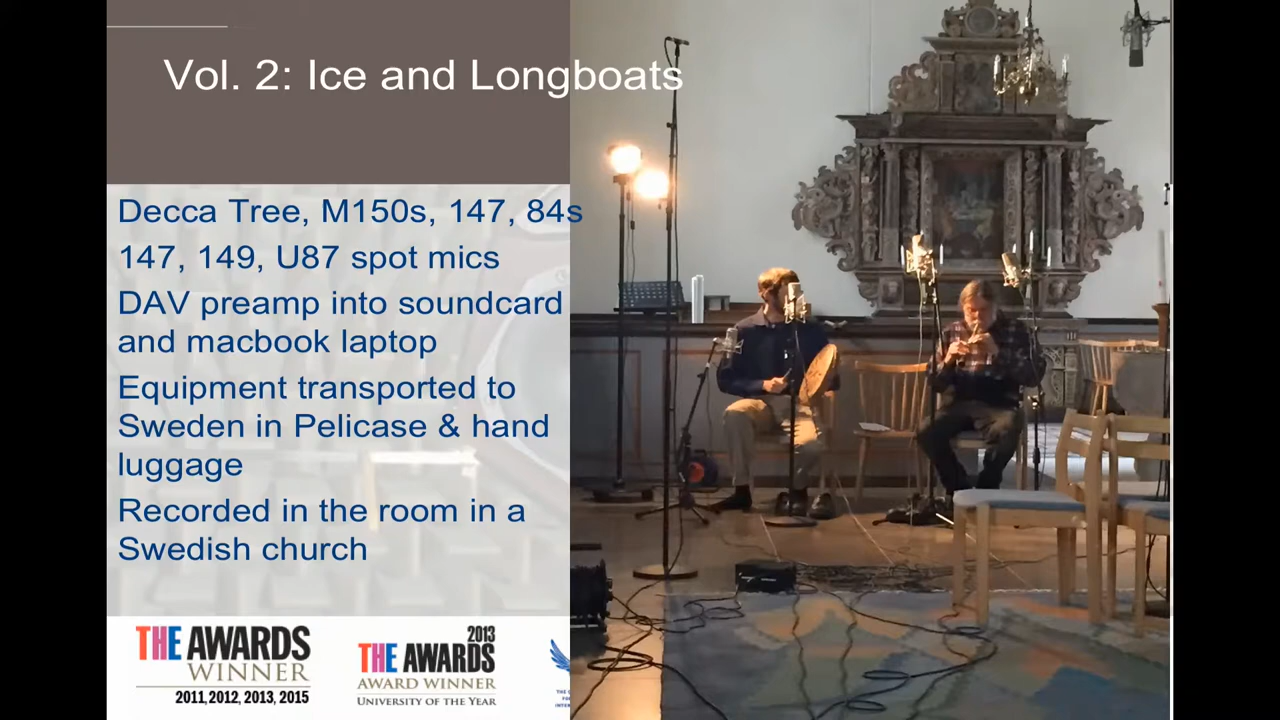 Vol. 2: Ice and Longboats
Decca Tree, M150s, 147, 84s
147, 149, U87 spot mics
DAV preamp into soundcard
and macbook laptop
Equipment transported to
Sweden in Pelicase & hand
luggage
Recorded in the room in a
Swedish church
THE AWARDS
WINNER
2011, 2012, 2013, 2015
2013
THE AWARDS
AWARD WINNER
UNIVERSITY OF THE YEAR